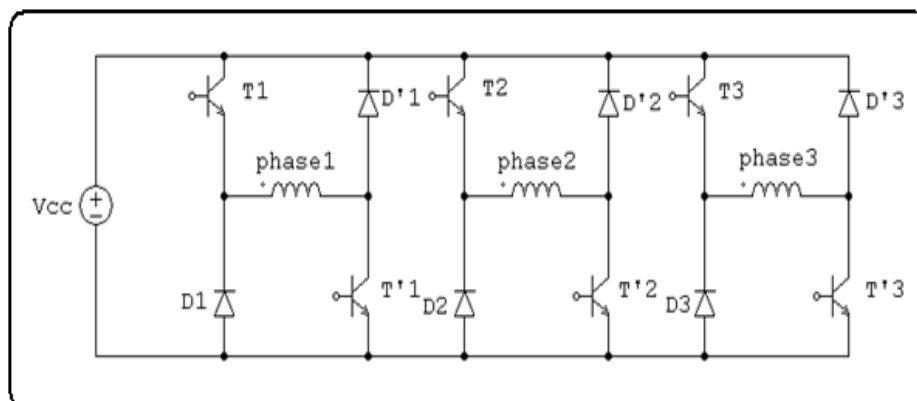 T1
D'1
T2
D'2
T3
D'3
phase1
phase2
phase3
Vcc
D1
T'1
D2
T'2
D3
T'3